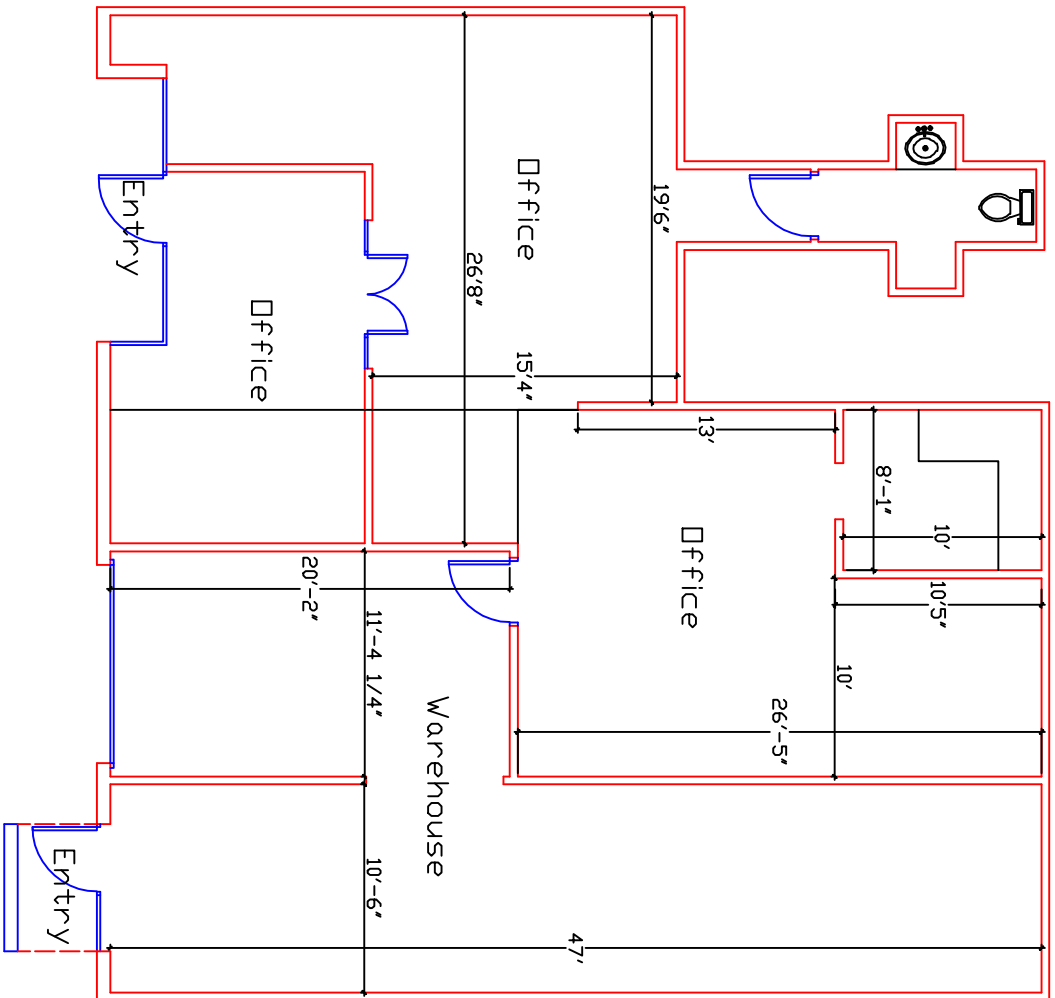 Entry
Office
Office
19'6"
26'8"
15'4"
13'
8'-1"
10'
10'5"
10'
Office
26'-5"
20'-2"
11'-4 1/4"
Warehouse
10'-6"
47'
Entry